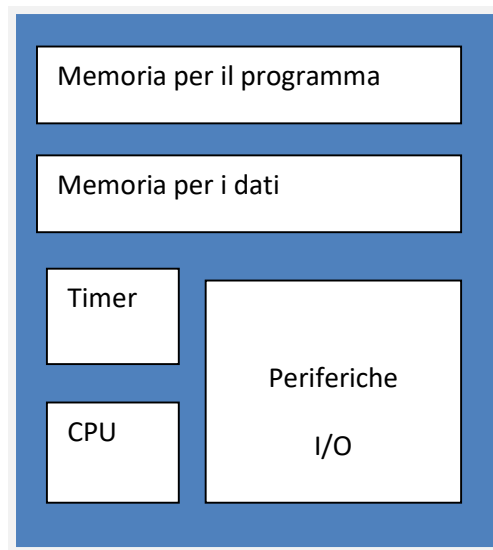 Memoria per il programma
Memoria per i dati
Timer
Periferiche
I/O
CPU